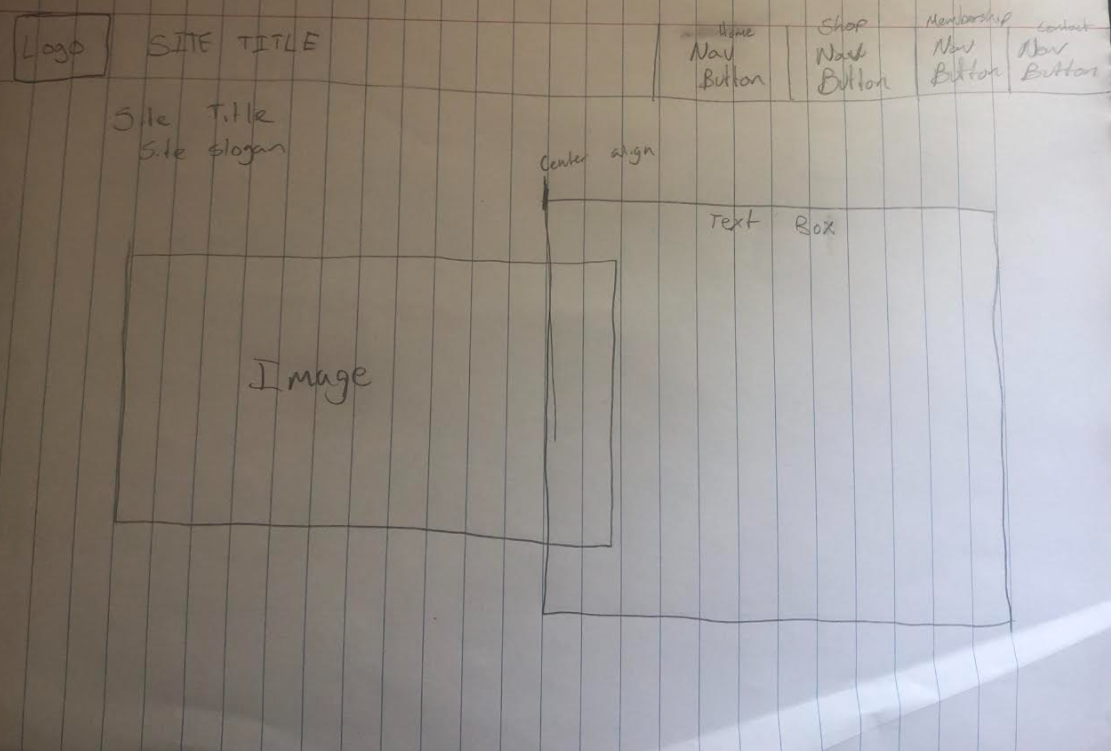 Logo
SITE TITLE
Home
Nav
Button
Shop
Nav
Button
Membership
Nav
Button
Contact
Nav
Button
Site Title
Site slogan
Center align
Text Box
Image